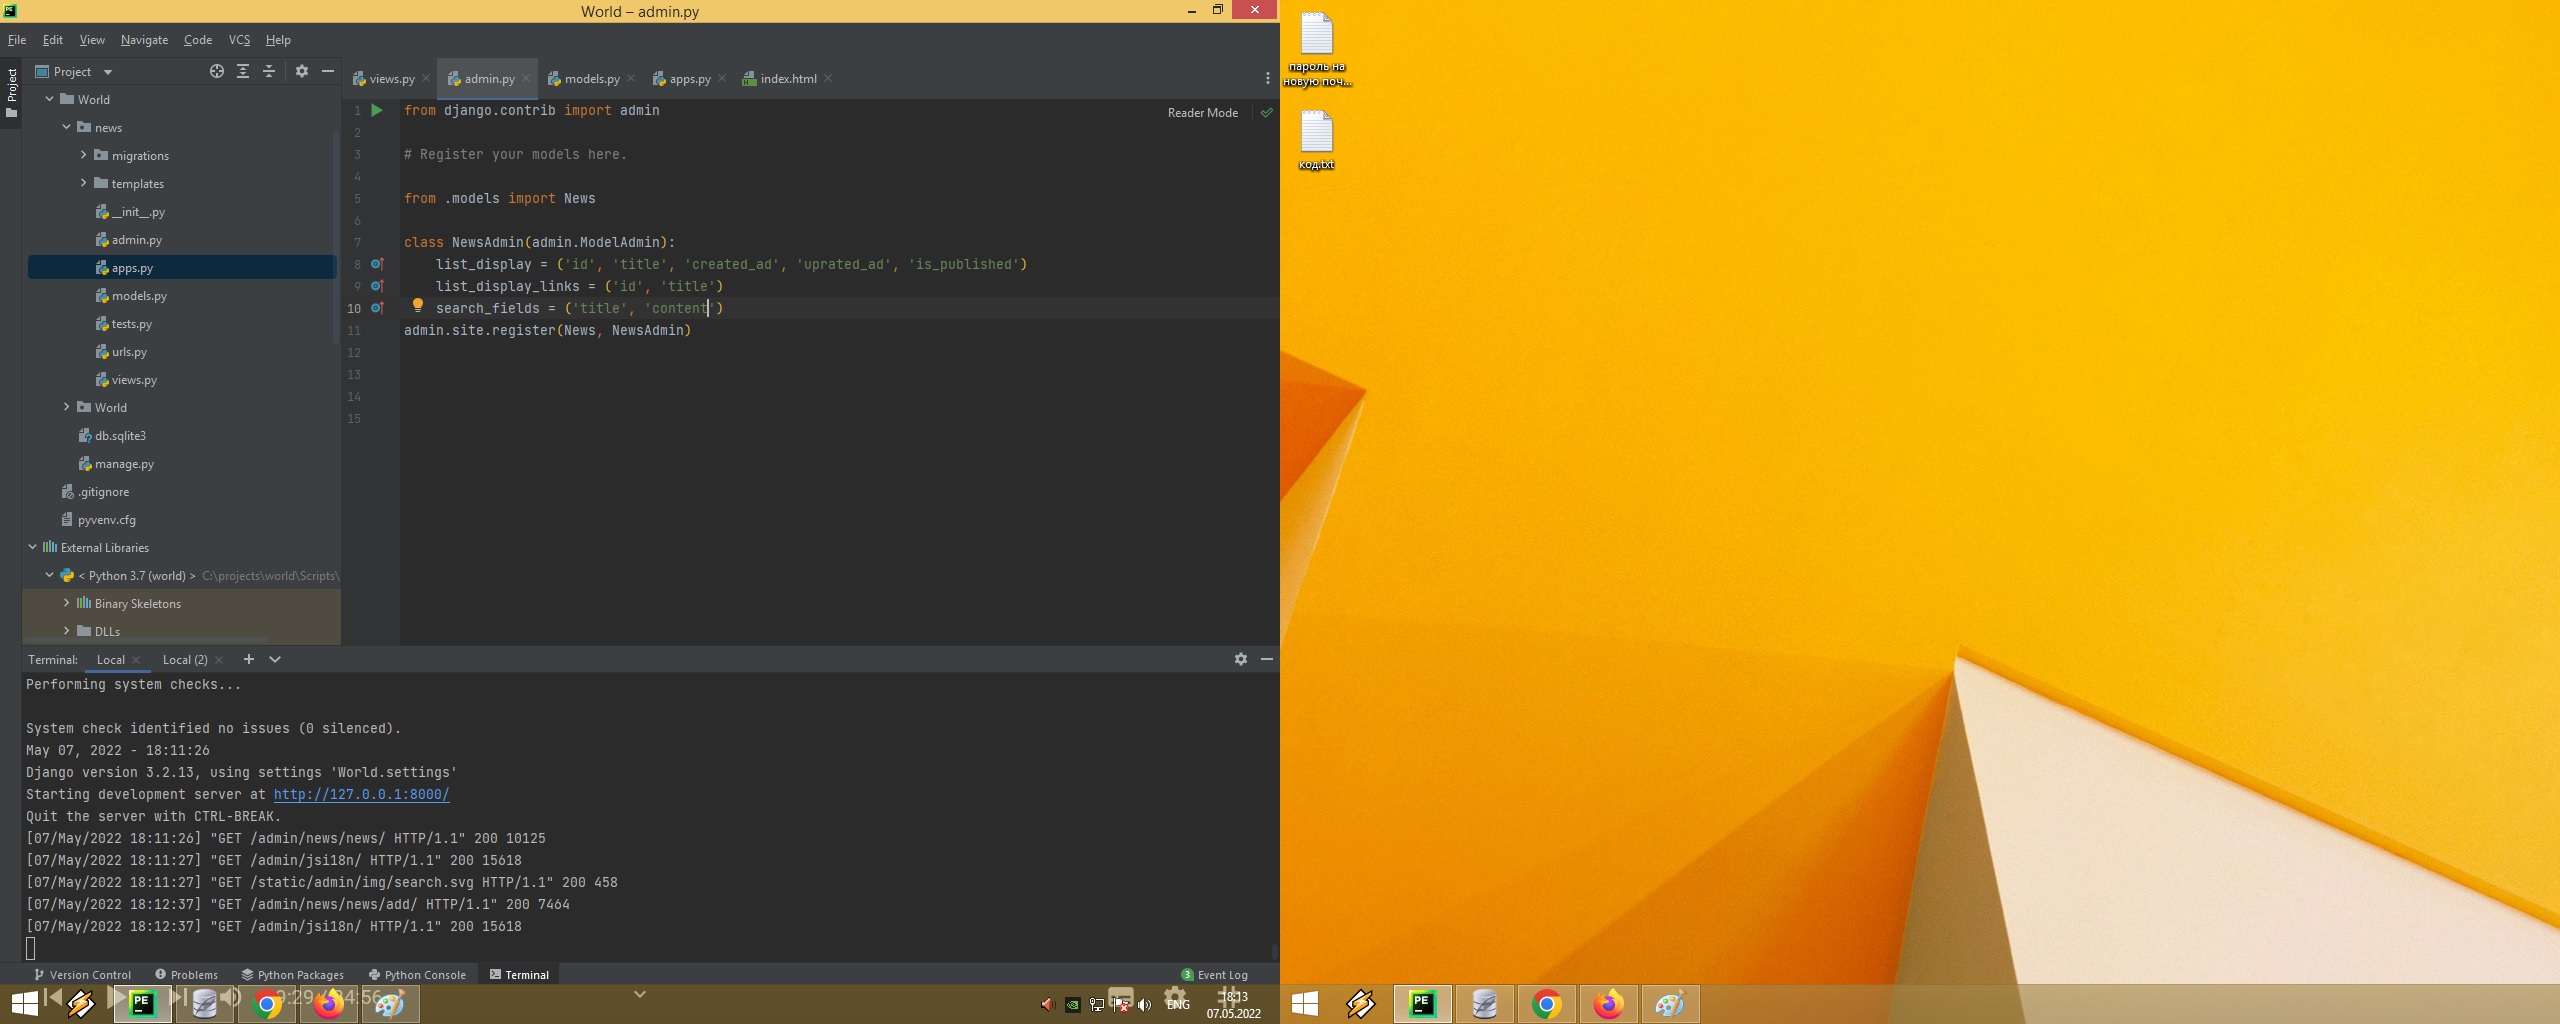 World – admin.py
File Edit View Navigate Code VCS Help
Project
Project
views.py admin.py models.py apps.py index.html
World
news
migrations
templates
__init__.py
admin.py
apps.py
models.py
tests.py
urls.py
views.py
World
db.sqlite3
manage.py
.gitignore
pyvenv.cfg
External Libraries
< Python 3.7 (world) > C:\projects\world\Scripts\
Binary Skeletons
DLLs
Reader Mode
1 from django.contrib import admin
2
3 # Register your models here.
4
5 from .models import News
6
7 class NewsAdmin(admin.ModelAdmin):
8 list_display = ('id', 'title', 'created_ad', 'uprated_ad', 'is_published')
9 list_display_links = ('id', 'title')
10 search_fields = ('title', 'content')
11 admin.site.register(News, NewsAdmin)
12
13
14
15
Terminal: Local Local (2)
Performing system checks...
System check identified no issues (0 silenced).
May 07, 2022 - 18:11:26
Django version 3.2.13, using settings 'World.settings'
Starting development server at http://127.0.0.1:8000/
Quit the server with CTRL-BREAK.
[07/May/2022 18:11:26] "GET /admin/news/news/ HTTP/1.1" 200 10125
[07/May/2022 18:11:27] "GET /admin/jsi18n/ HTTP/1.1" 200 15618
[07/May/2022 18:11:27] "GET /static/admin/img/search.svg HTTP/1.1" 200 458
[07/May/2022 18:12:37] "GET /admin/news/news/add/ HTTP/1.1" 200 7464
[07/May/2022 18:12:37] "GET /admin/jsi18n/ HTTP/1.1" 200 15618
Version Control Problems Python Packages Python Console Terminal 3 Event Log
PE
ENG
18:13
07.05.2022
пароль на
новую поч...
код.txt
PE